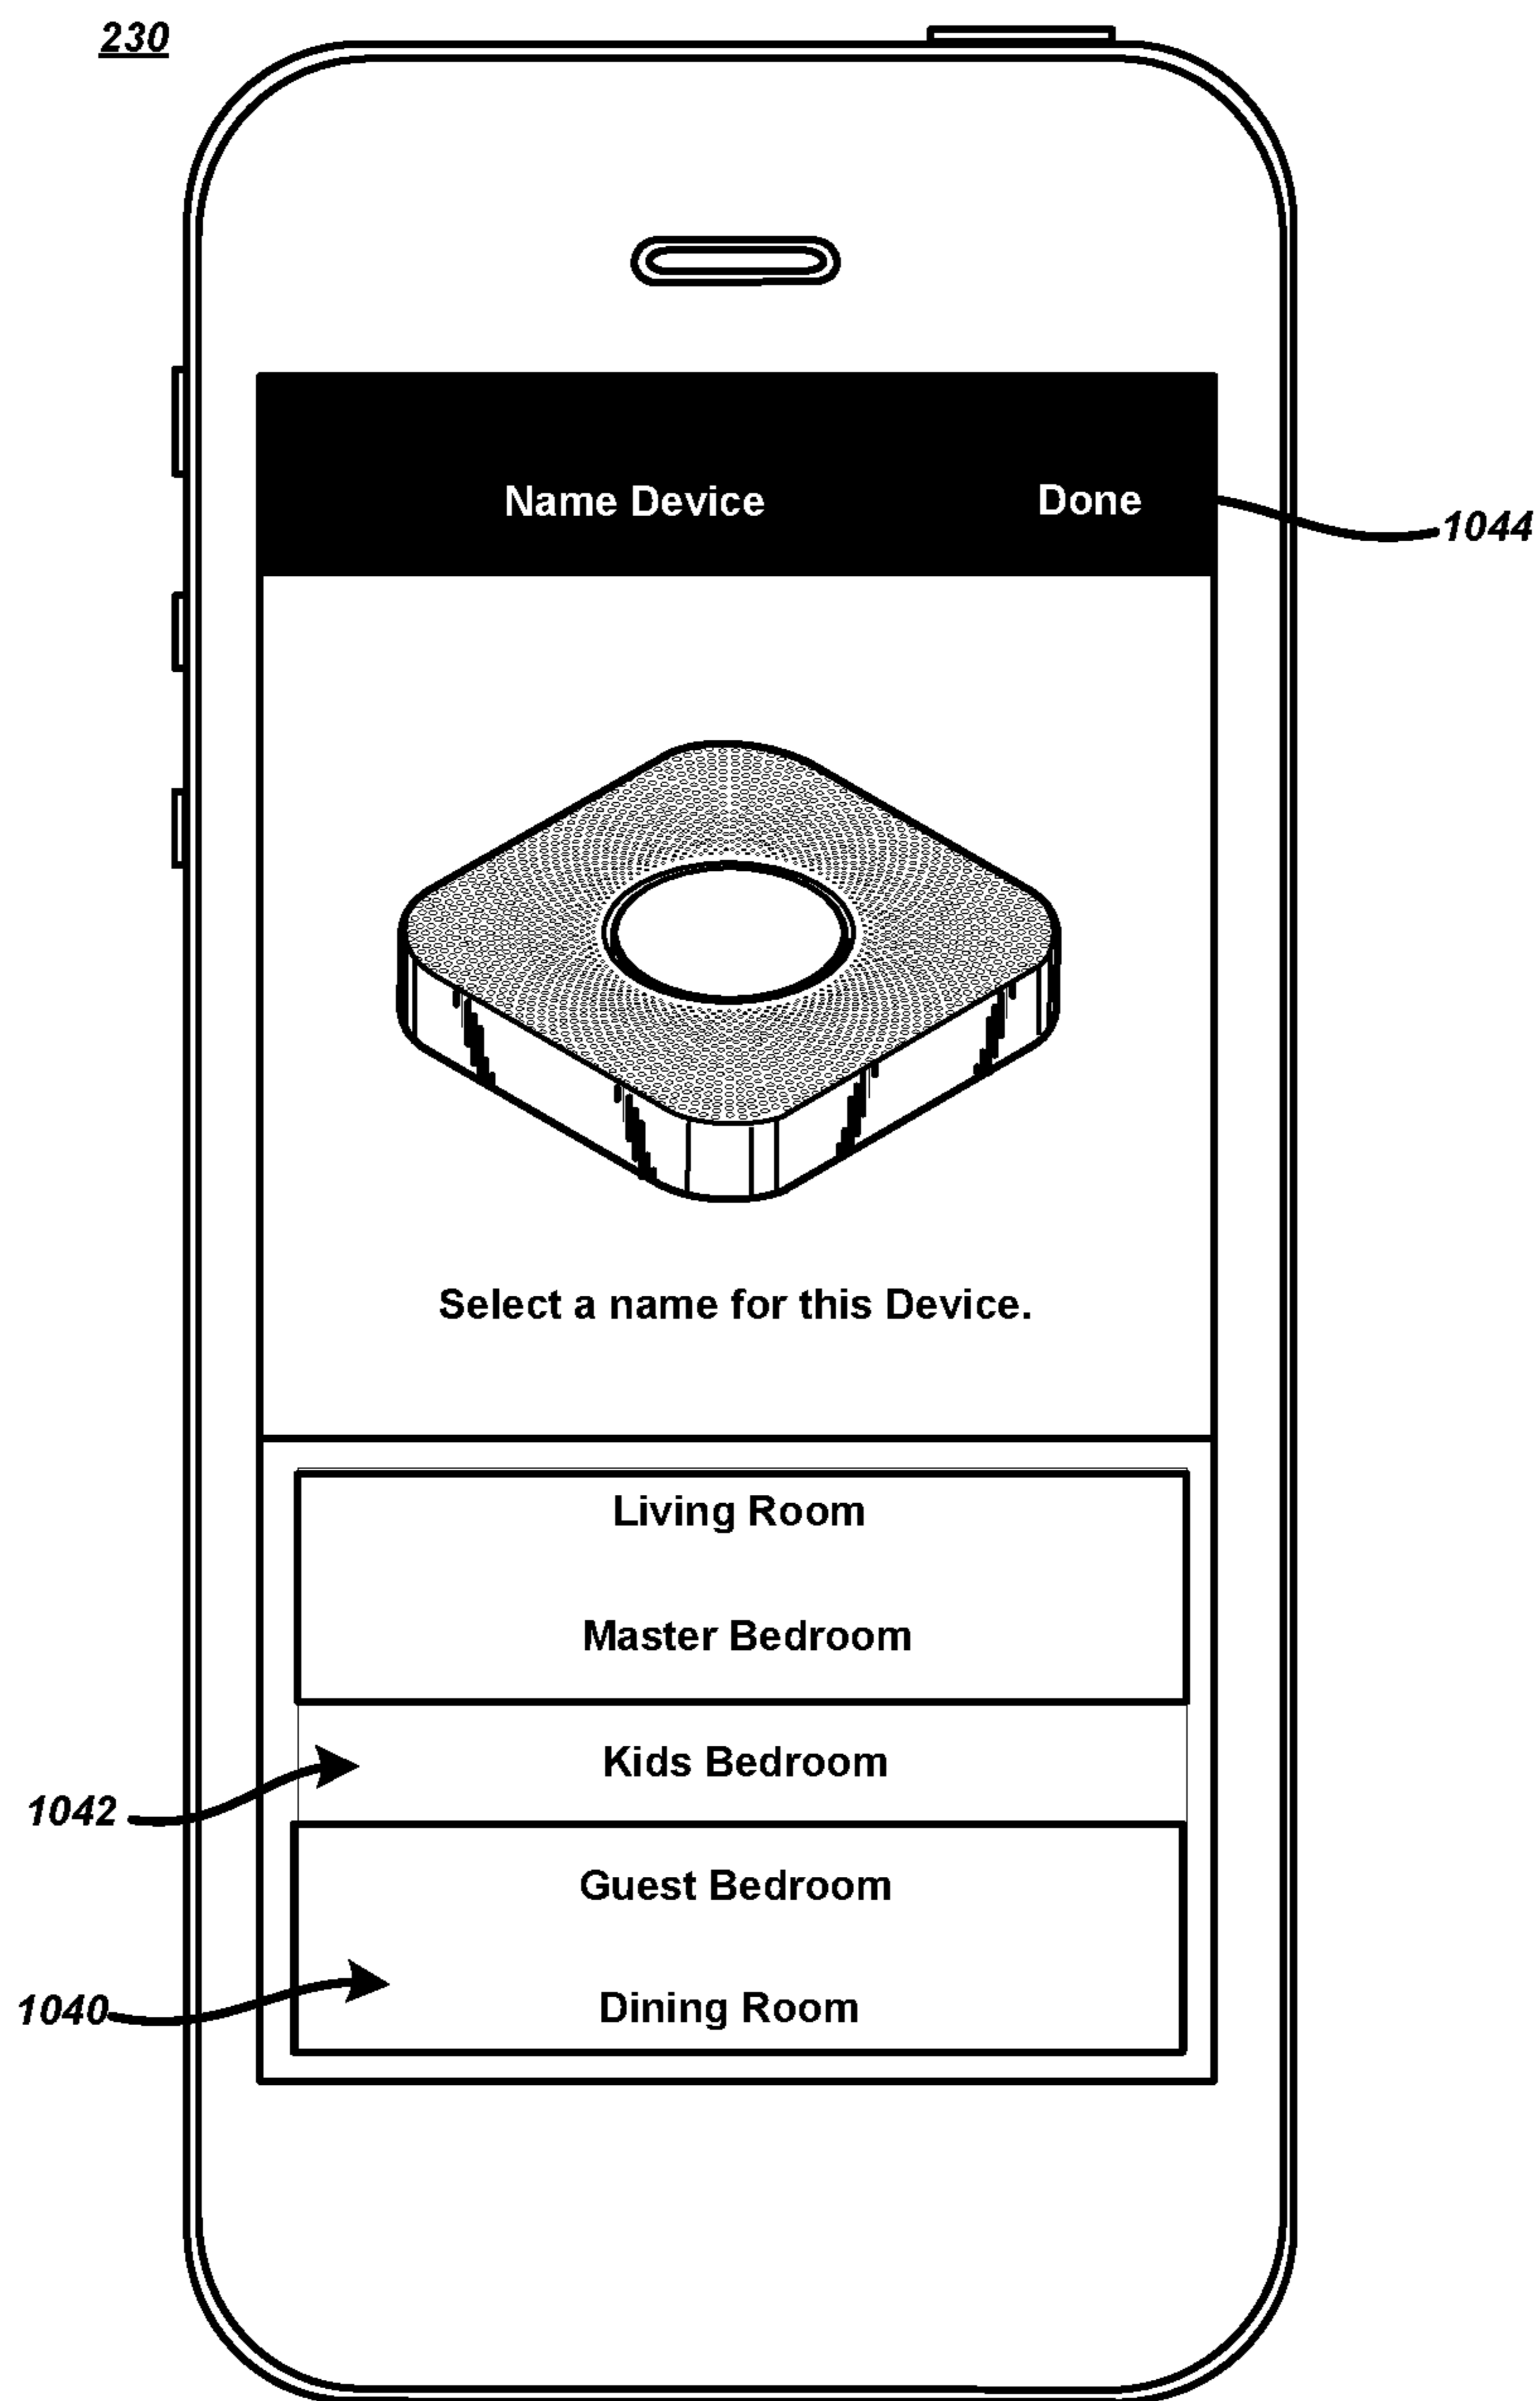 230
Name Device Done
1044
Select a name for this Device.
Living Room
Master Bedroom
Kids Bedroom
1042
Guest Bedroom
1040
Dining Room